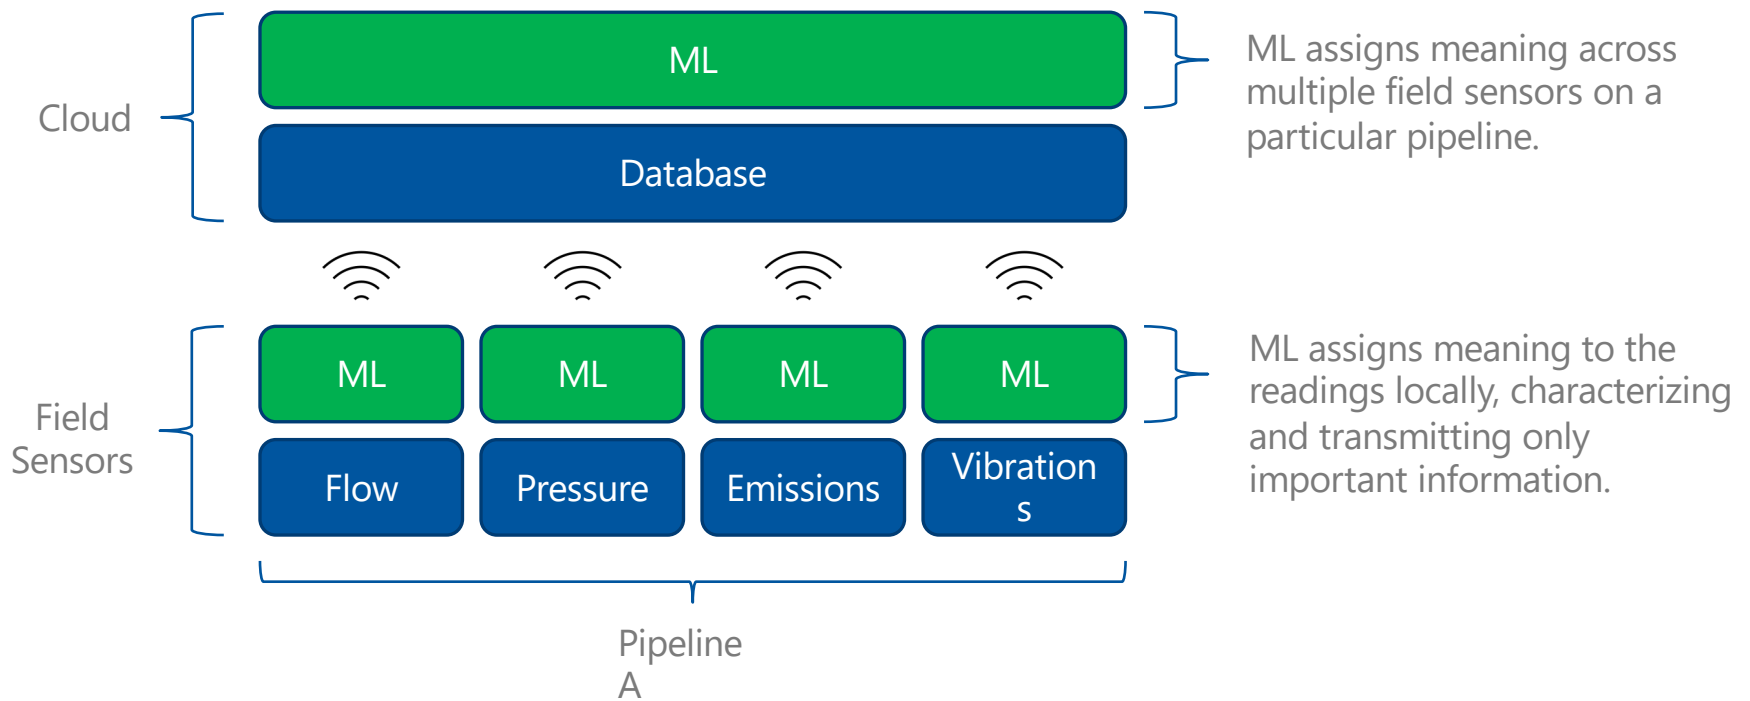 ML
ML assigns meaning across
multiple field sensors on a
particular pipeline.
Cloud
Database
ML
ML
ML
ML
ML assigns meaning to the
readings locally, characterizing
and transmitting only
important information.
Field
Sensors
Flow
Pressure
Emissions
Vibration
s
Pipeline
A